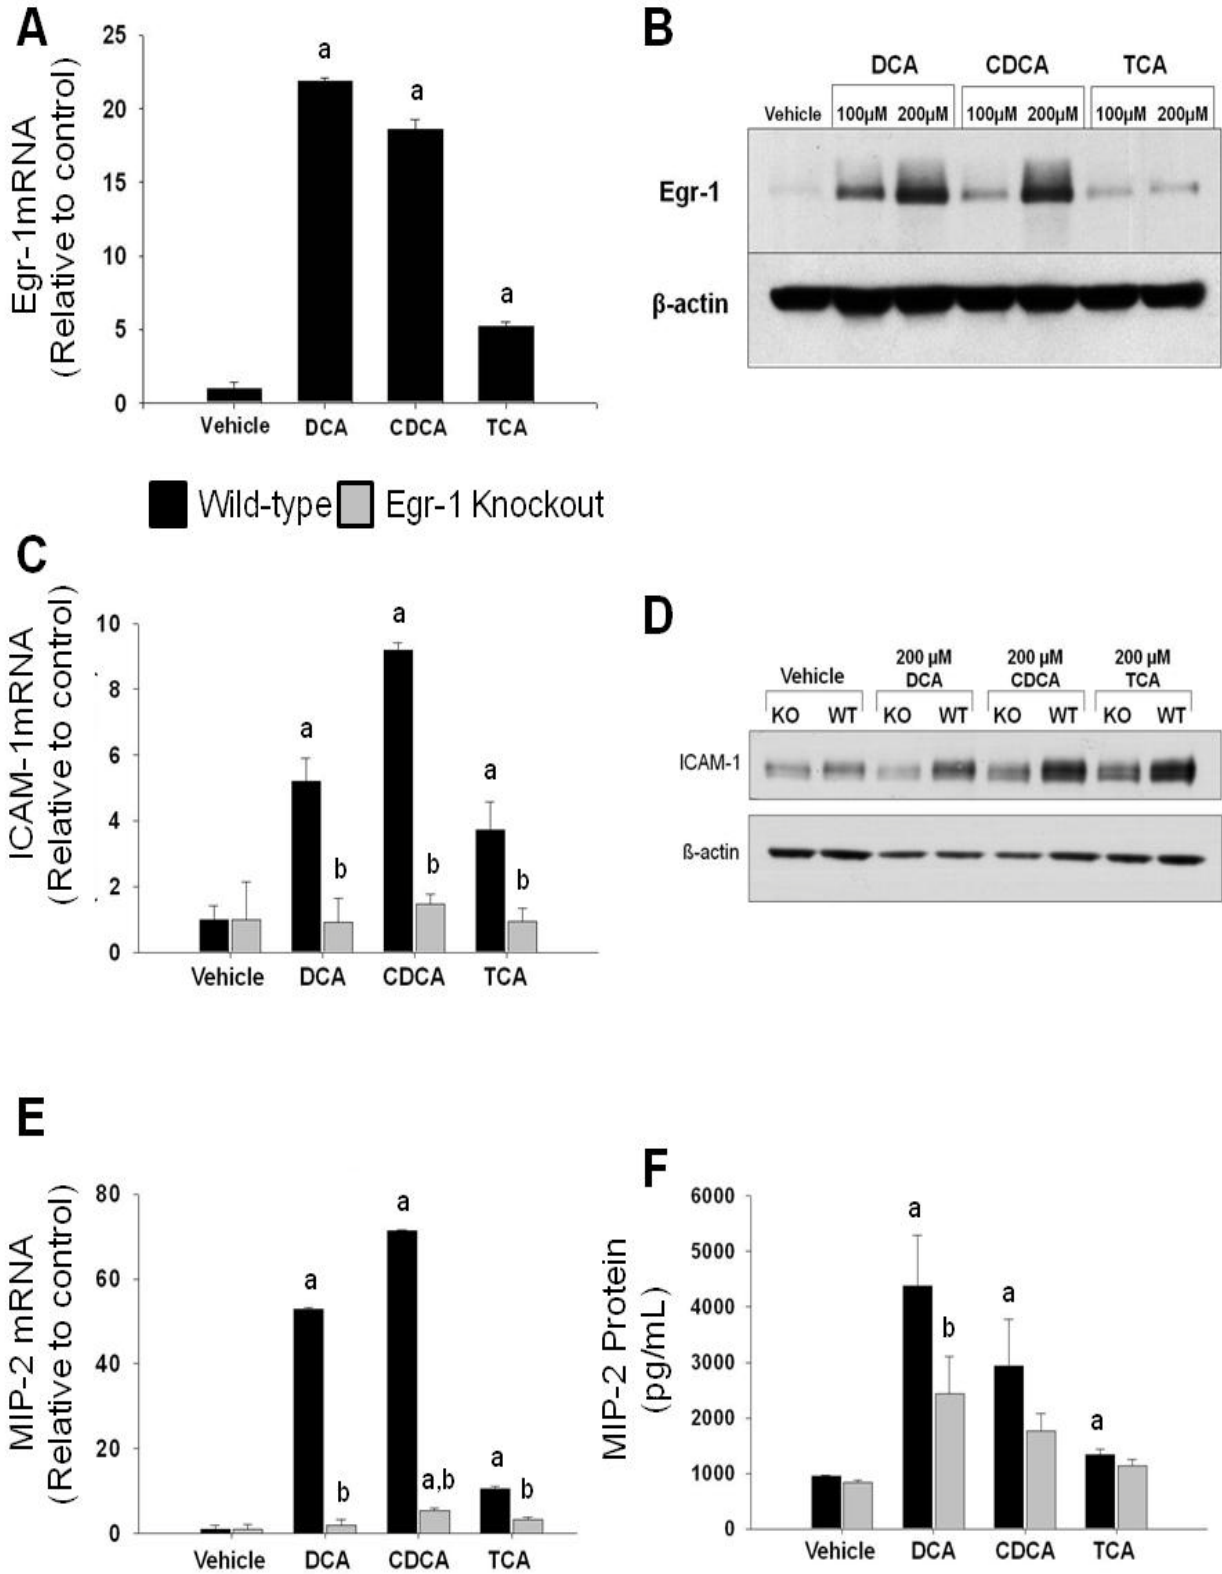 A
Egr-1mRNA
(Relative to control)
25
20
15
10
5
0
a
a
a
Vehicle DCA CDCA TCA
B
DCA CDCA TCA
Vehicle 100µM 200µM 100µM 200µM 100µM 200µM
Egr-1
ß-actin
Wild-type Egr-1 Knockout
C
ICAM-1mRNA
(Relative to control)
10
8
6
4
2
0
a
a
a
b
b
b
Vehicle DCA CDCA TCA
D
Vehicle 200 µM 200 µM 200 µM
DCA CDCA TCA
KO WT KO WT KO WT KO WT
ICAM-1
ß-actin
E
MIP-2 mRNA
(Relative to control)
80
60
40
20
0
a
a
a
b
a,b
b
Vehicle DCA CDCA TCA
F
MIP-2 Protein
(pg/mL)
6000
5000
4000
3000
2000
1000
0
a
b
a
a
Vehicle DCA CDCA TCA